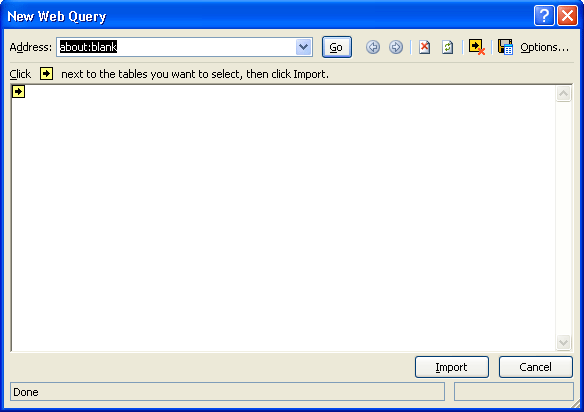 New Web Query
Address: about:blank Go Options...
Click next to the tables you want to select, then click Import.
Import Cancel
Done